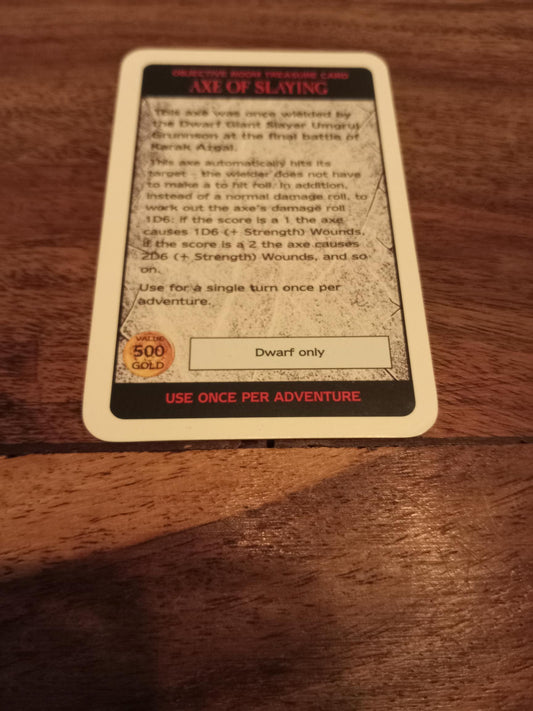 OBJECTIVE ROOM TREASURE CARD
AXE OF SLAYING
This axe was once wielded by
the Dwarf Giant Slayer Umgrul
Grunnson at the final battle of
Karak Azgal.
This axe automatically hits its
target - the wielder does not have
to make a to hit roll. In addition,
instead of a normal damage roll, to
work out the axe's damage roll
1D6: if the score is a 1 the axe
causes 1D6 (+ Strength) Wounds,
if the score is a 2 the axe causes
2D6 (+ Strength) Wounds, and so
on.
Use for a single turn once per
adventure.
VALUE
500
GOLD
Dwarf only
USE ONCE PER ADVENTURE